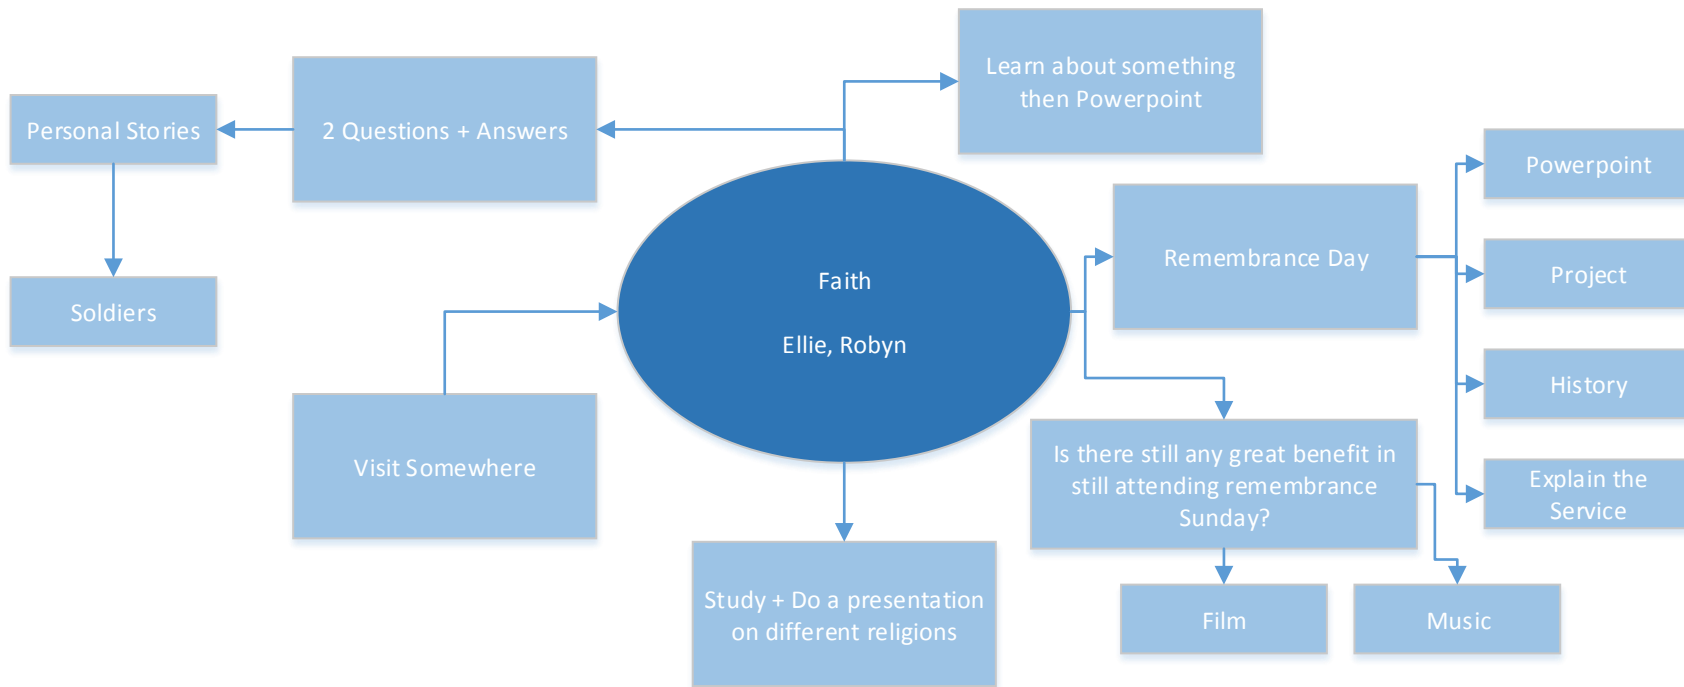 Learn about something
then Powerpoint
Personal Stories
2 Questions + Answers
Powerpoint
Remembrance Day
Faith
Ellie, Robyn
Project
Soldiers
History
Visit Somewhere
Is there still any great benefit in
still attending remembrance
Sunday?
Explain the
Service
Study + Do a presentation
on different religions
Film
Music